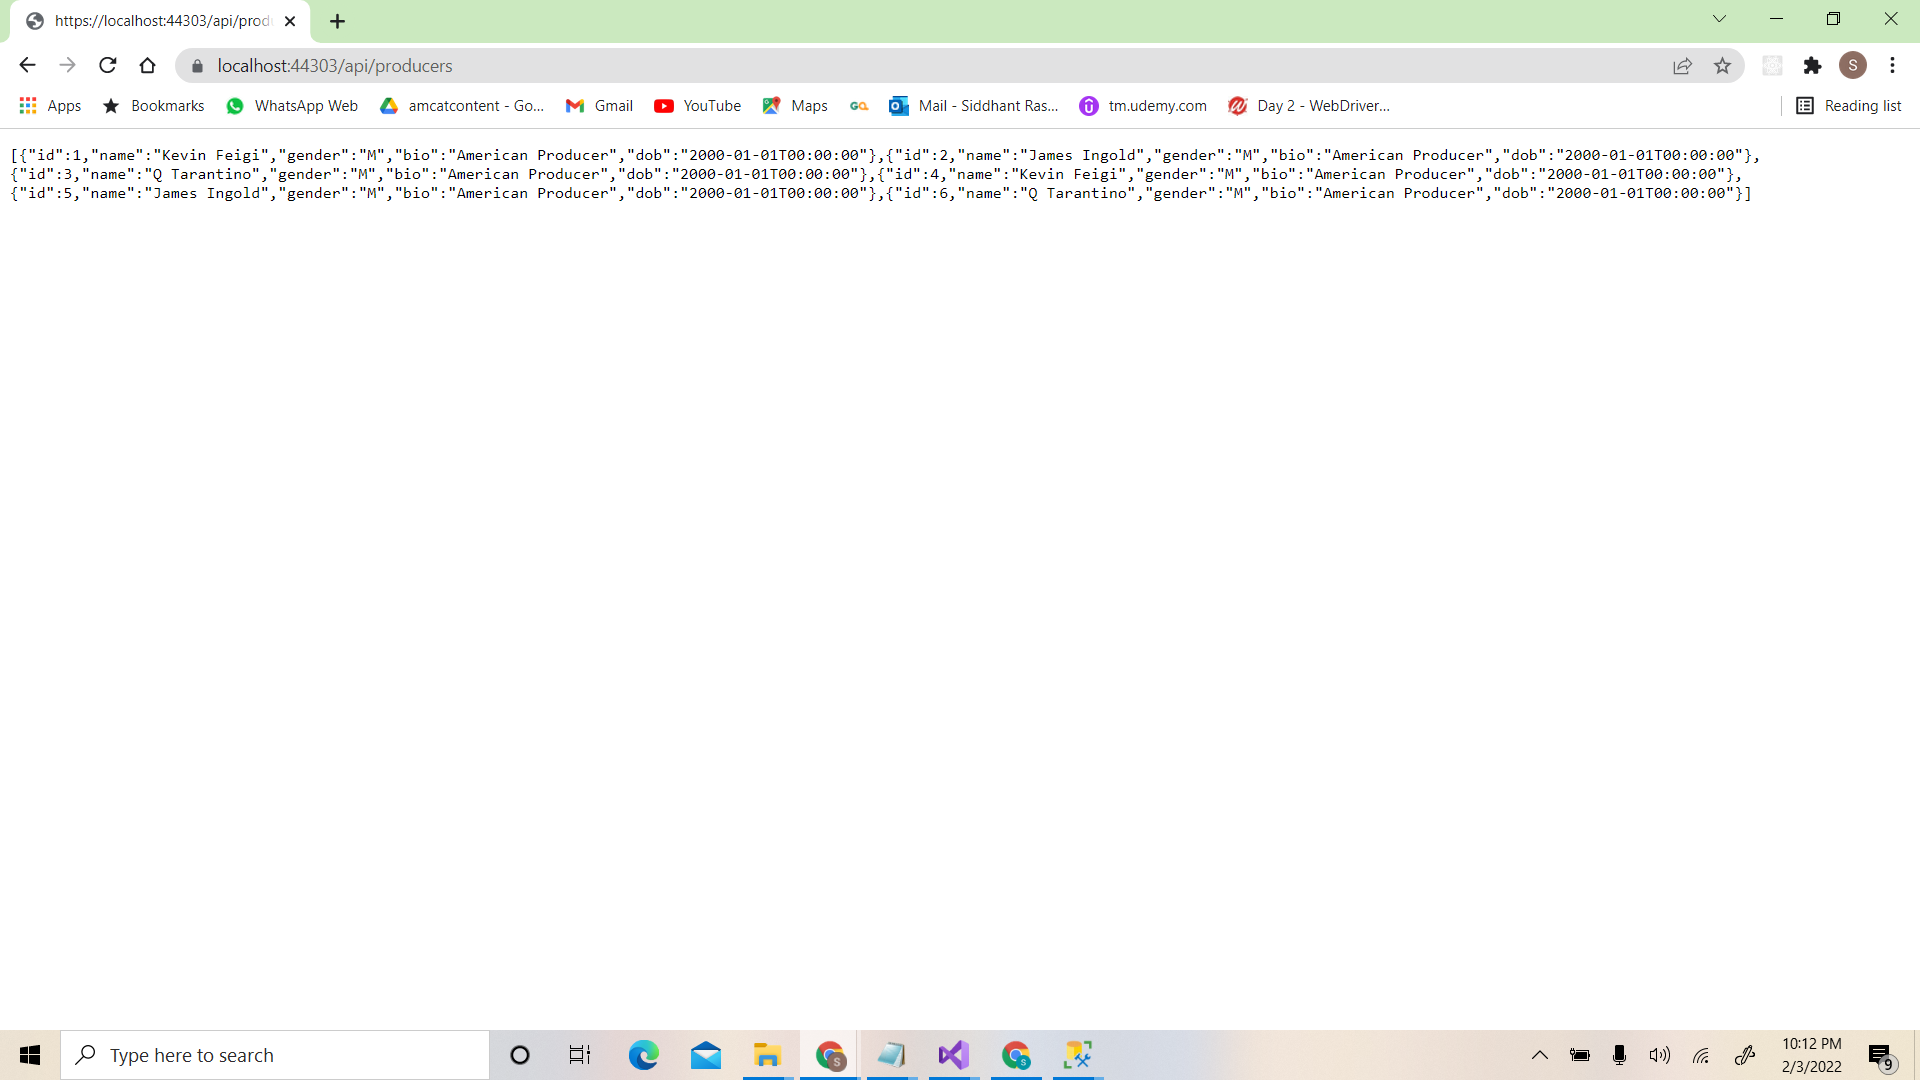 https://localhost:44303/api/prod
localhost:44303/api/producers
S
Apps Bookmarks WhatsApp Web amcatcontent - Go... Gmail YouTube Maps GQ Mail - Siddhant Ras... tm.udemy.com Day 2 - WebDriver... Reading list
[{"id":1,"name":"Kevin Feigi","gender":"M","bio":"American Producer","dob":"2000-01-01T00:00:00"},{"id":2,"name":"James Ingold","gender":"M","bio":"American Producer","dob":"2000-01-01T00:00:00"},
{"id":3,"name":"Q Tarantino","gender":"M","bio":"American Producer","dob":"2000-01-01T00:00:00"},{"id":4,"name":"Kevin Feigi","gender":"M","bio":"American Producer","dob":"2000-01-01T00:00:00"},
{"id":5,"name":"James Ingold","gender":"M","bio":"American Producer","dob":"2000-01-01T00:00:00"},{"id":6,"name":"Q Tarantino","gender":"M","bio":"American Producer","dob":"2000-01-01T00:00:00"}]
Type here to search
S
S
10:12 PM
2/3/2022
9